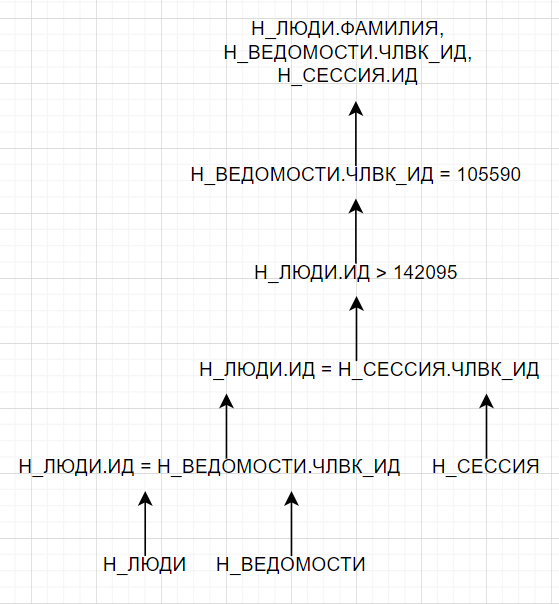 Н_ЛЮДИ.ФАМИЛИЯ,
Н_ВЕДОМОСТИ.ЧЛВК_ИД,
Н_СЕССИЯ.ИД
Н_ВЕДОМОСТИ.ЧЛВК_ИД = 105590
Н_ЛЮДИ.ИД > 142095
Н_ЛЮДИ.ИД = Н_СЕССИЯ.ЧЛВК_ИД
Н_ЛЮДИ.ИД = Н_ВЕДОМОСТИ.ЧЛВК_ИД Н_СЕССИЯ
Н_ЛЮДИ Н_ВЕДОМОСТИ